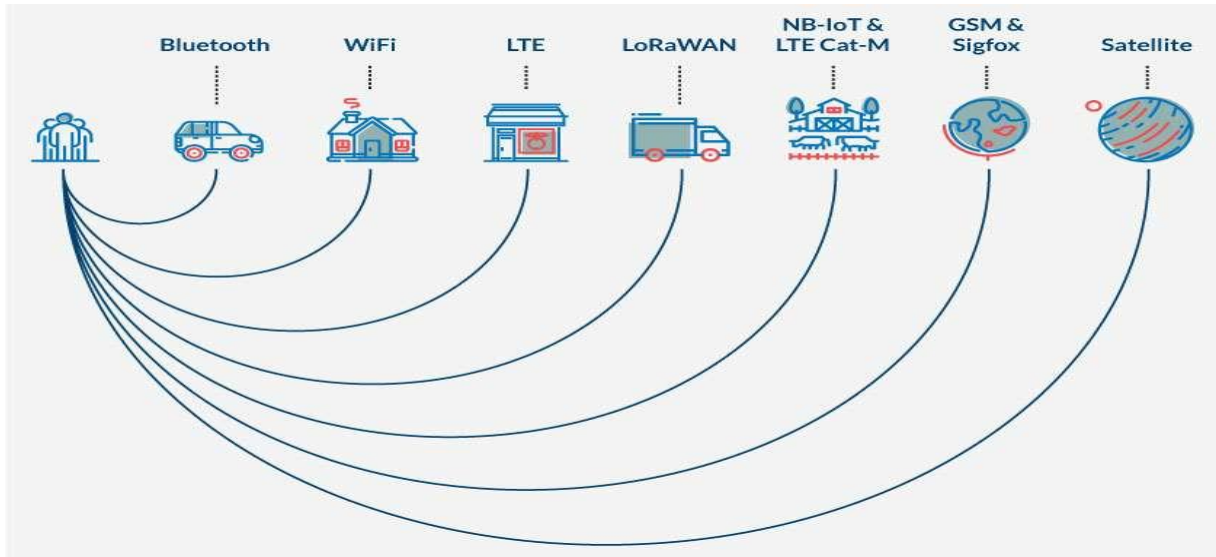 Bluetooth
WiFi
LTE
LoRaWAN
NB-IoT &
LTE Cat-M
GSM &
Sigfox
Satellite